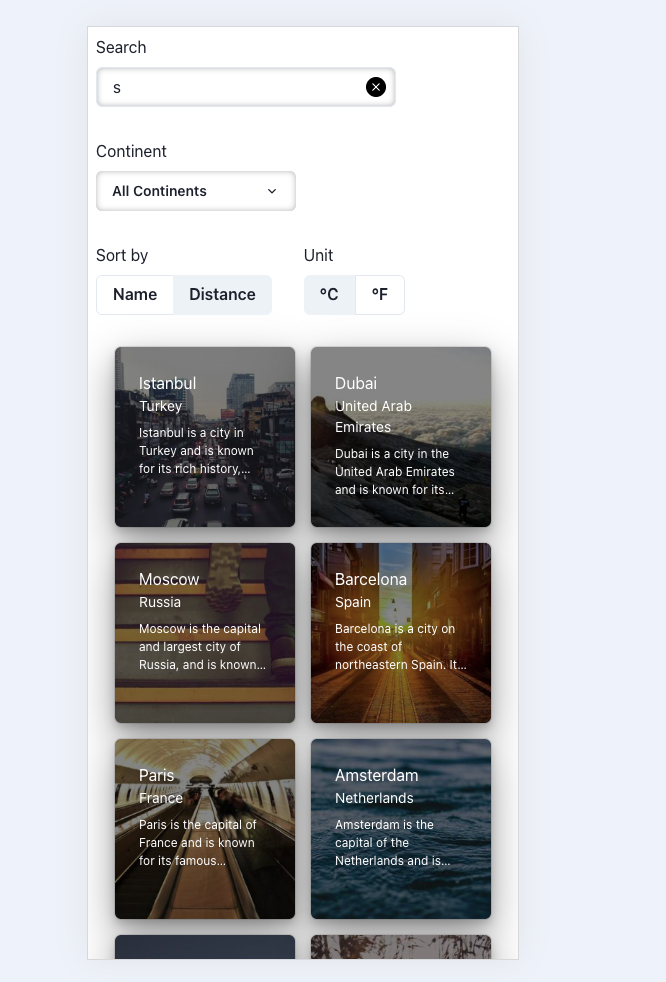 Search
s
Continent
All Continents
Sort by
Unit
Name
Distance
°C
°F
Istanbul
Turkey
Istanbul is a city in
Turkey and is known
for its rich history,...
Dubai
United Arab
Emirates
Dubai is a city in the
United Arab Emirates
and is known for its...
Moscow
Russia
Moscow is the capital
and largest city of
Russia, and is known...
Barcelona
Spain
Barcelona is a city on
the coast of
northeastern Spain. It...
Paris
France
Paris is the capital of
France and is known
for its famous...
Amsterdam
Netherlands
Amsterdam is the
capital of the
Netherlands and is...